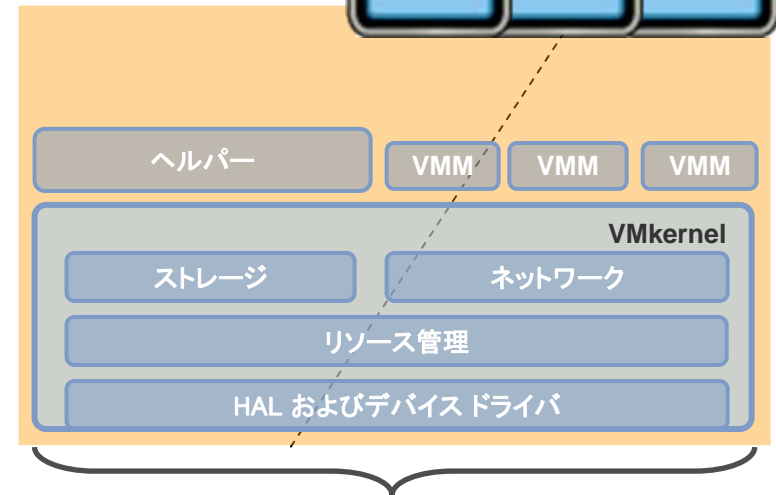 ヘルパー
VMM
VMM
VMM
VMkernel
ストレージ
ネットワーク
リソース管理
HAL およびデバイス ドライバ